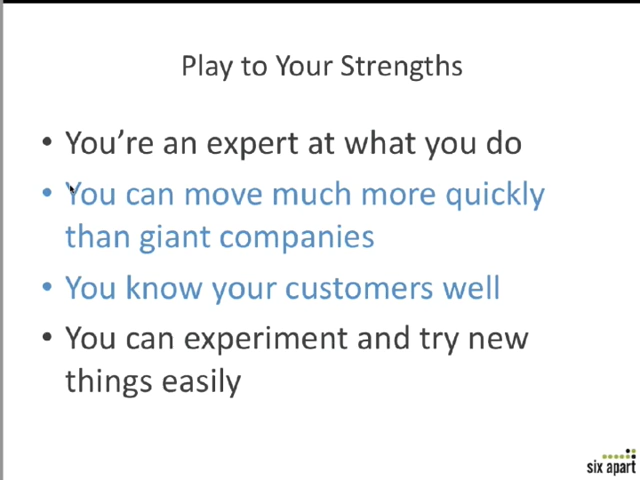 Play to Your Strengths
• You're an expert at what you do
• You can move much more quickly
than giant companies
• You know your customers well
• You can experiment and try new
things easily
six apart